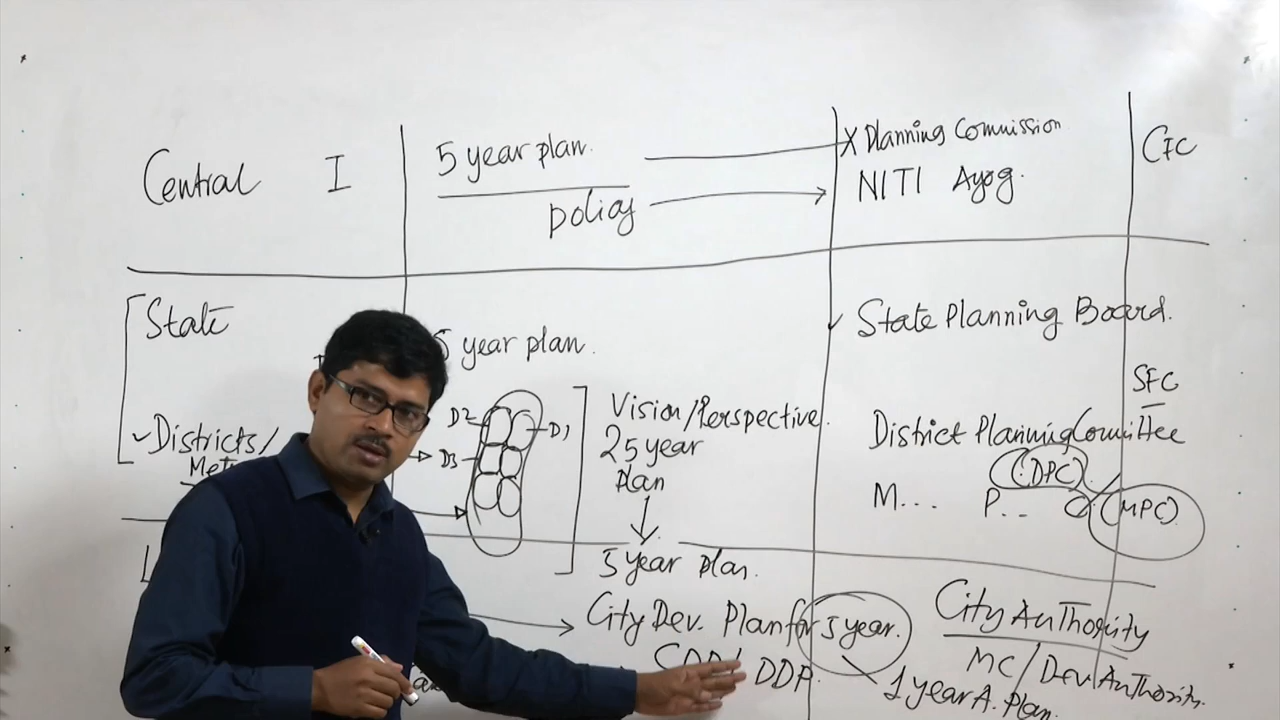 Central I
5 year plan.
policy
X Planning Commission
NITI Ayog.
CFC
State
5 year plan.
✓ State Planning Board.
SFC
✓ Districts/
Met
D2
D1
D3
Vision/Perspective.
25 year
Plan
5 year plan.
District Planning Committee
(DPC)
M... P.. C (MPC)
L
City Dev. Plan for 5 year.
CDP/DDP.
1 year A. Plan.
City Authority
MC/Dev. Authority.